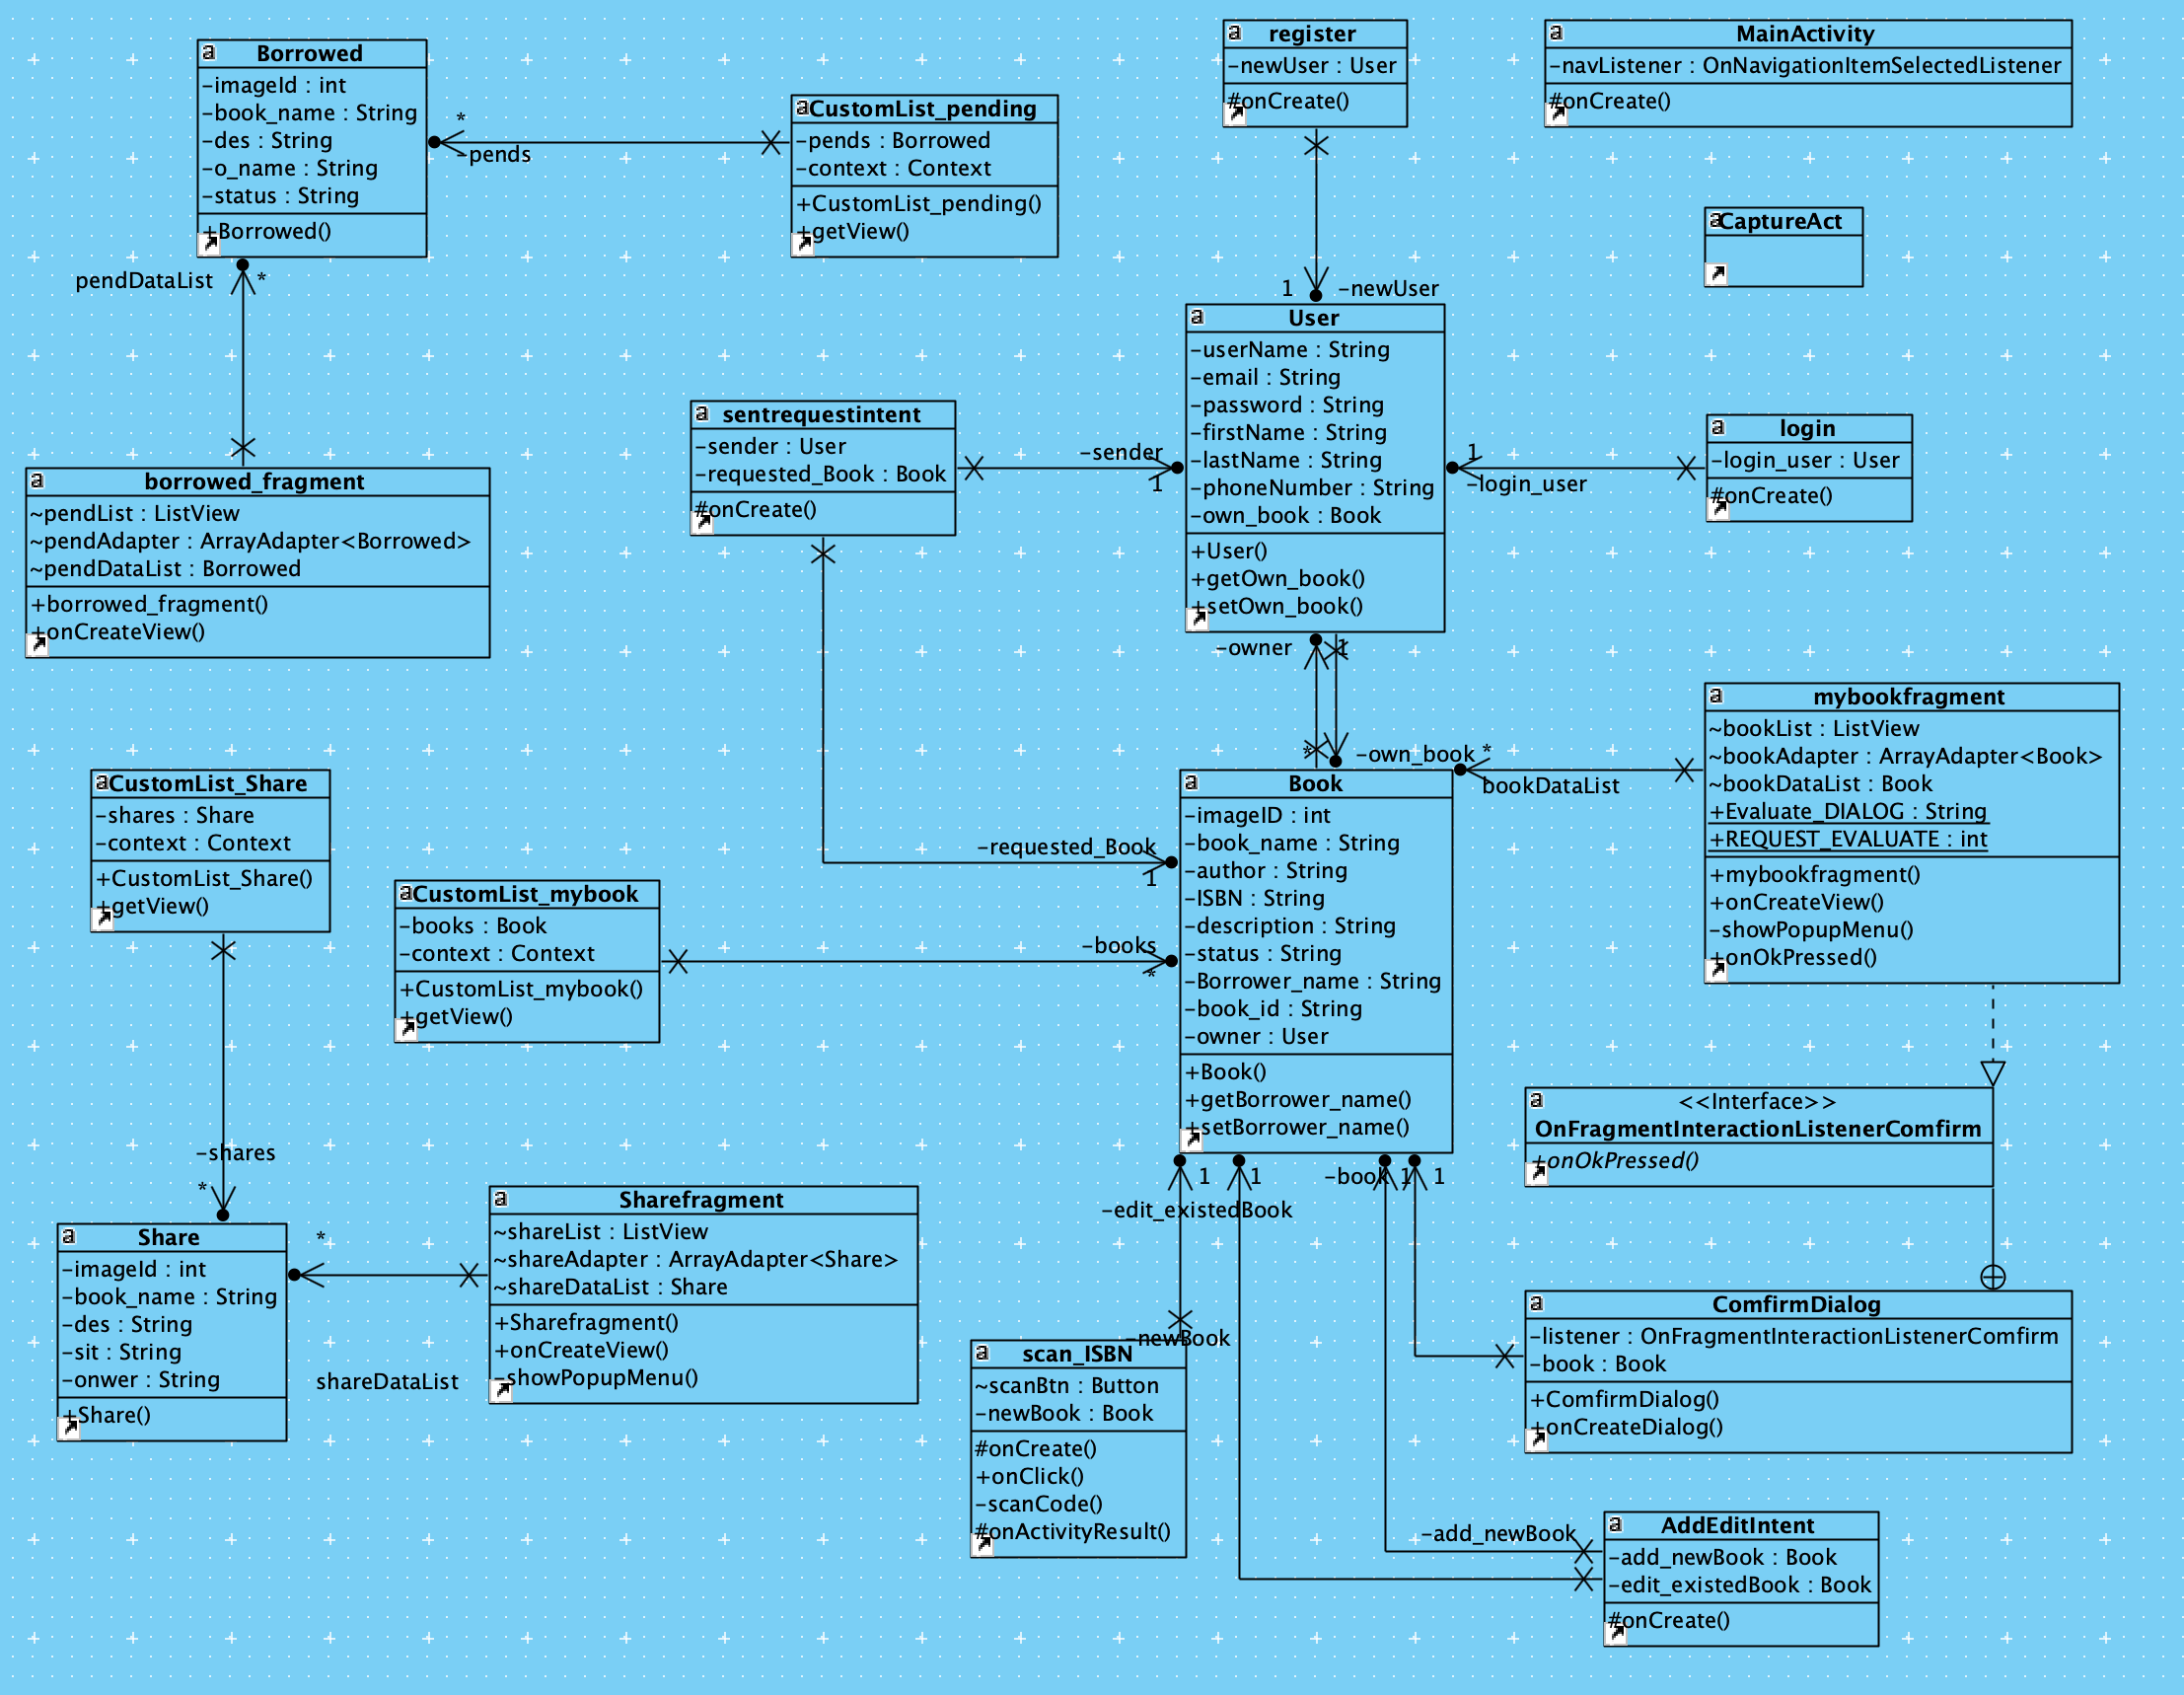 Borrowed
-imageId : int
-book_name : String
-des : String
-o_name : String
-status : String
+Borrowed()
*
-pends
CustomList_pending
-pends : Borrowed
-context : Context
+CustomList_pending()
+getView()
register
-newUser : User
#onCreate()
MainActivity
-navListener : OnNavigationItemSelectedListener
#onCreate()
CaptureAct
pendDataList
*
1
-newUser
User
-userName : String
-email : String
-password : String
-firstName : String
-lastName : String
-phoneNumber : String
-own_book : Book
+User()
+getOwn_book()
+setOwn_book()
sentrequestintent
-sender : User
-requested_Book : Book
#onCreate()
-sender
1
1
-login_user
login
-login_user : User
#onCreate()
borrowed_fragment
~pendList : ListView
~pendAdapter : ArrayAdapter<Borrowed>
~pendDataList : Borrowed
+borrowed_fragment()
+onCreateView()
-owner
1
*
-own_book
*
bookDataList
mybookfragment
~bookList : ListView
~bookAdapter : ArrayAdapter<Book>
~bookDataList : Book
+Evaluate_DIALOG : String
+REQUEST_EVALUATE : int
+mybookfragment()
+onCreateView()
-showPopupMenu()
+onOkPressed()
CustomList_Share
-shares : Share
-context : Context
+CustomList_Share()
+getView()
CustomList_mybook
-books : Book
-context : Context
+CustomList_mybook()
+getView()
-requested_Book
1
-books
*
Book
-imageID : int
-book_name : String
-author : String
-ISBN : String
-description : String
-status : String
-Borrower_name : String
-book_id : String
-owner : User
+Book()
+getBorrower_name()
+setBorrower_name()
<<Interface>>
OnFragmentInteractionListenerComfirm
+onOkPressed()
-shares
*
1
1
-book
1
1
-edit_existedBook
Share
-imageId : int
-book_name : String
-des : String
-sit : String
-onwer : String
+Share()
*
shareDataList
Sharefragment
~shareList : ListView
~shareAdapter : ArrayAdapter<Share>
~shareDataList : Share
+Sharefragment()
+onCreateView()
-showPopupMenu()
-newBook
scan_ISBN
~scanBtn : Button
-newBook : Book
#onCreate()
+onClick()
-scanCode()
#onActivityResult()
ComfirmDialog
-listener : OnFragmentInteractionListenerComfirm
-book : Book
+ComfirmDialog()
+onCreateDialog()
-add_newBook
AddEditIntent
-add_newBook : Book
-edit_existedBook : Book
#onCreate()